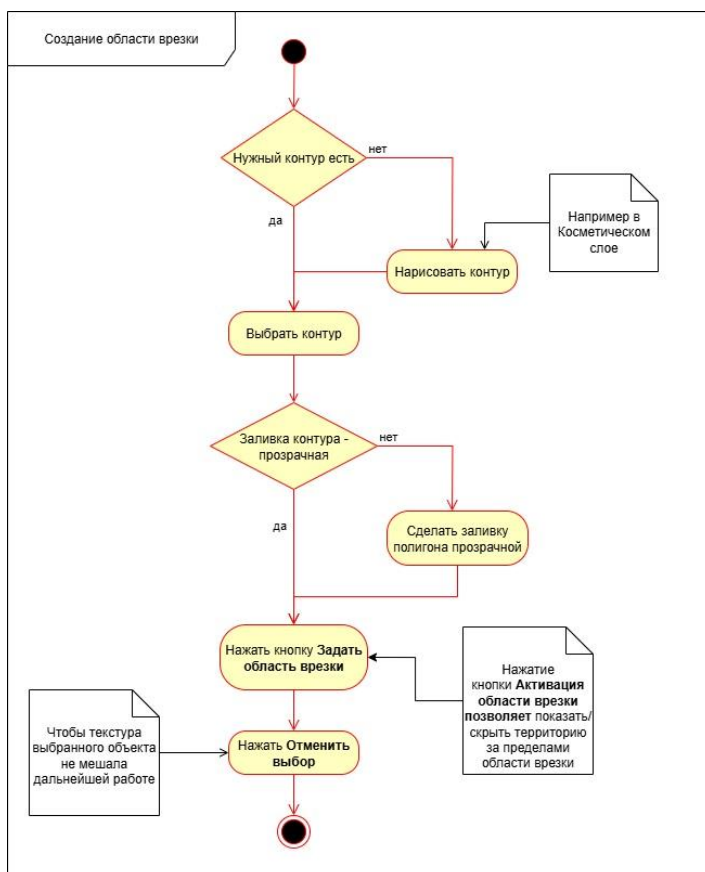 Создание области врезки
Нужный контур есть
нет
да
Например в
Косметическом
слое
Нарисовать контур
Выбрать контур
Заливка контура -
прозрачная
нет
да
Сделать заливку
полигона прозрачной
Нажать кнопку Задать
область врезки
Нажатие
кнопки Активация
области врезки
позволяет показать/
скрыть территорию
за пределами
области врезки
Чтобы текстура
выбранного объекта
не мешала
дальнейшей работе
Нажать Отменить
выбор